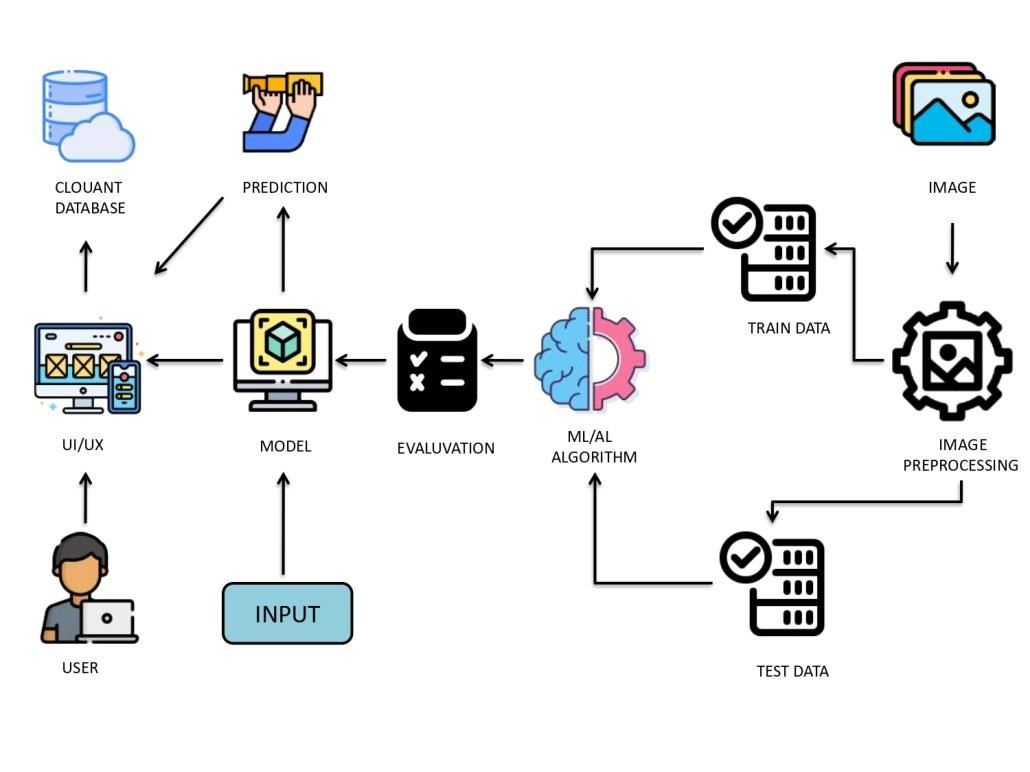 CLOUANT
DATABASE
PREDICTION
IMAGE
TRAIN DATA
UI/UX
MODEL
EVALUVATION
ML/AL
ALGORITHM
IMAGE
PREPROCESSING
INPUT
USER
TEST DATA